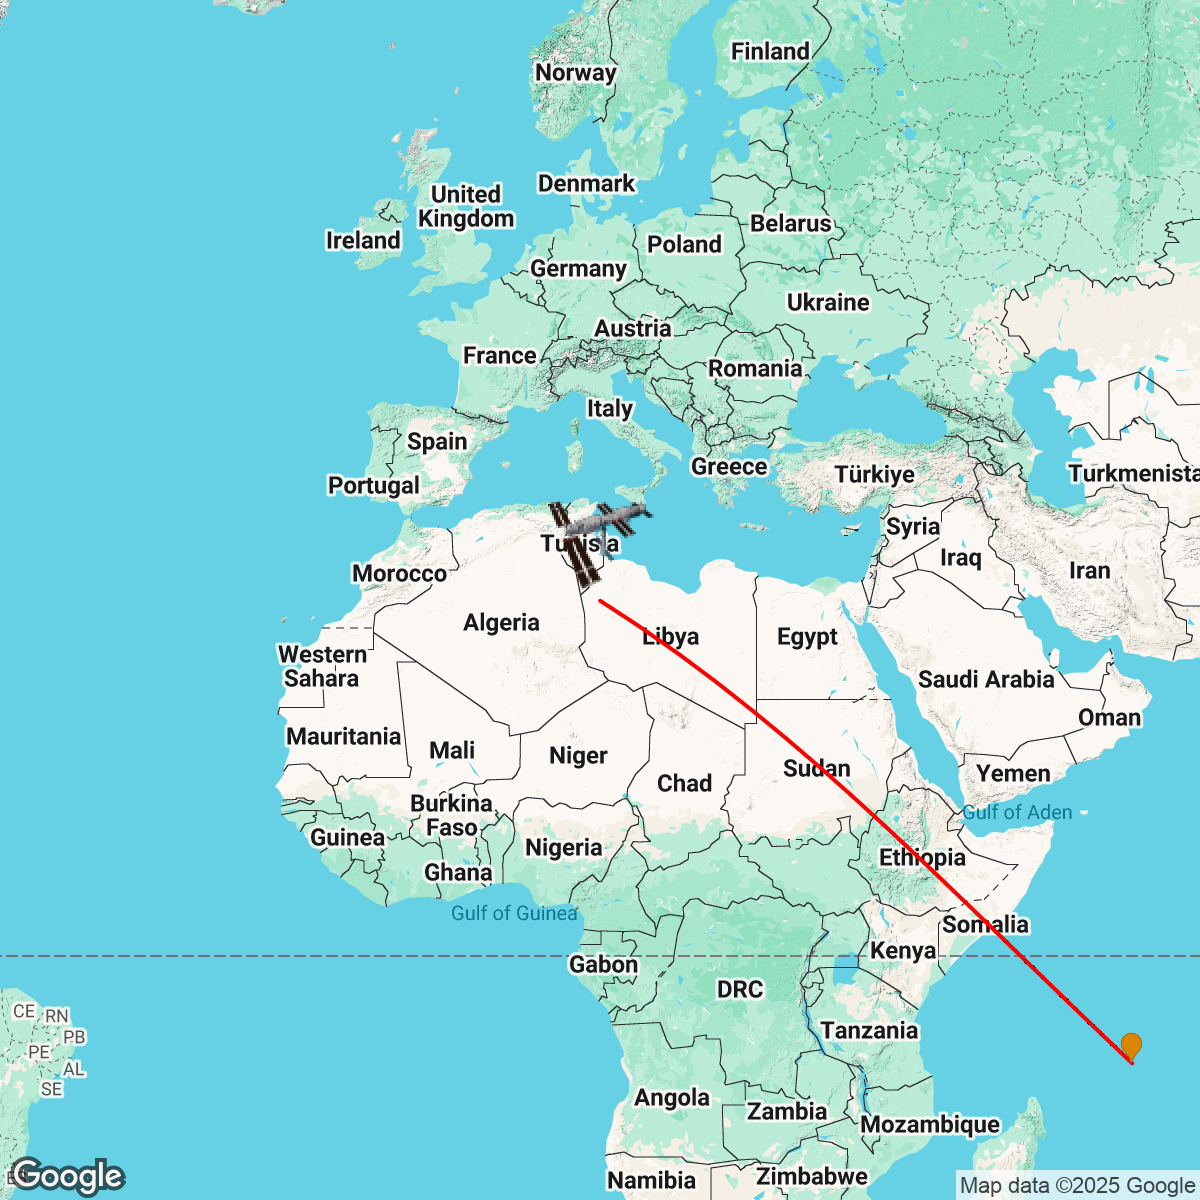 Finland
Norway
Denmark
United
Kingdom
Belarus
Ireland
Poland
Germany
Ukraine
Austria
France
Romania
Italy
Spain
Greece
Türkiye
Turkmenista
Portugal
Syria
Tunisia
Iraq
Iran
Morocco
Algeria
Libya
Egypt
Western
Sahara
Saudi Arabia
Oman
Mauritania
Mali
Niger
Sudan
Yemen
Chad
Burkina
Faso
Gulf of Aden
Guinea
Nigeria
Ethiopia
Ghana
Gulf of Guinea
Somalia
Kenya
Gabon
DRC
CE
RN
Tanzania
PB
PE
AL
SE
Angola
Zambia
Mozambique
Google
Namibia
Zimbabwe
Map data ©2025 Google